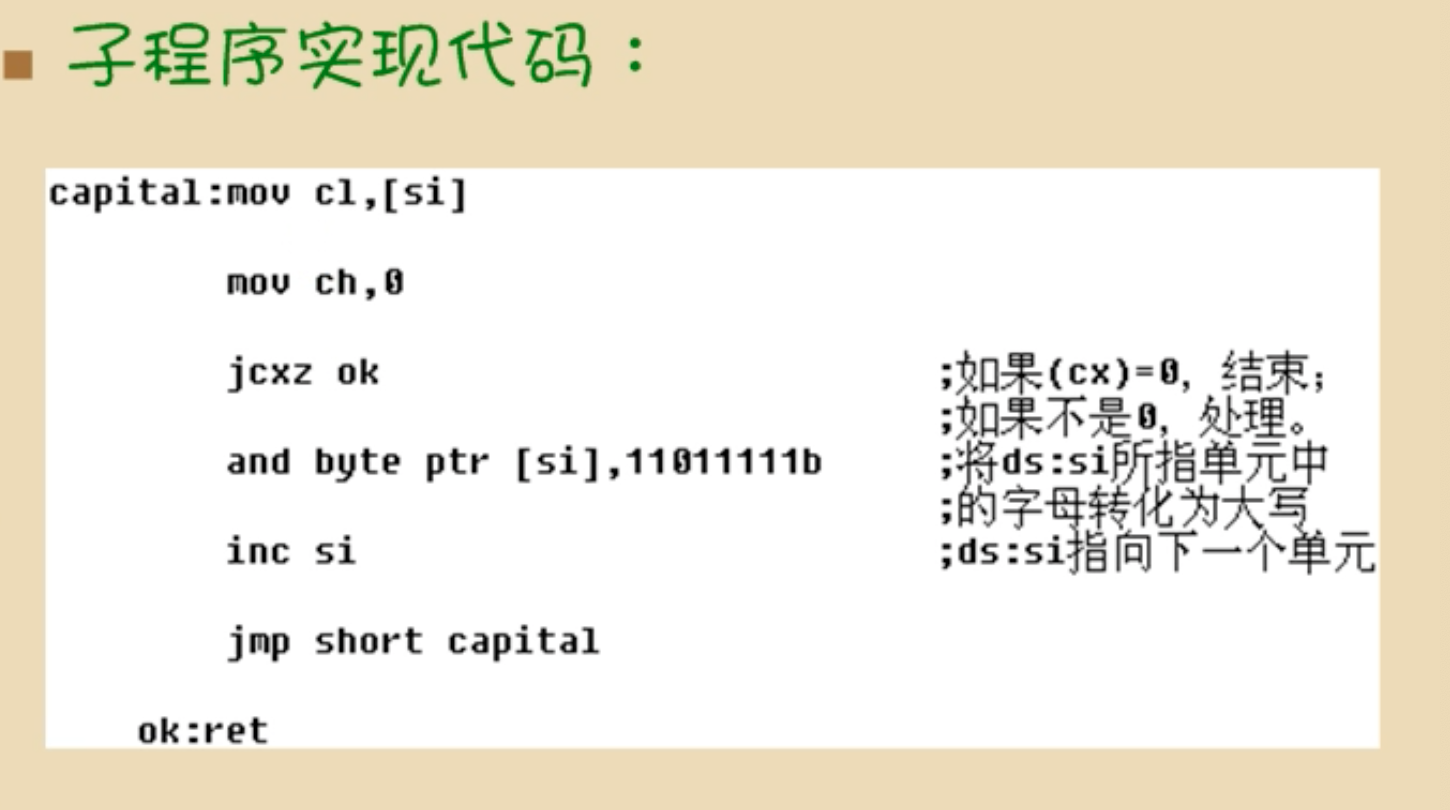 子程序实现代码：
capital:mov cl,[si]
mov ch,0
jcxz ok ;如果(cx)=0, 结束;
;如果不是0, 处理。
and byte ptr [si],11011111b ;将ds:si所指单元中
;的字母转化为大写
inc si ;ds:si指向下一个单元
jmp short capital
ok:ret